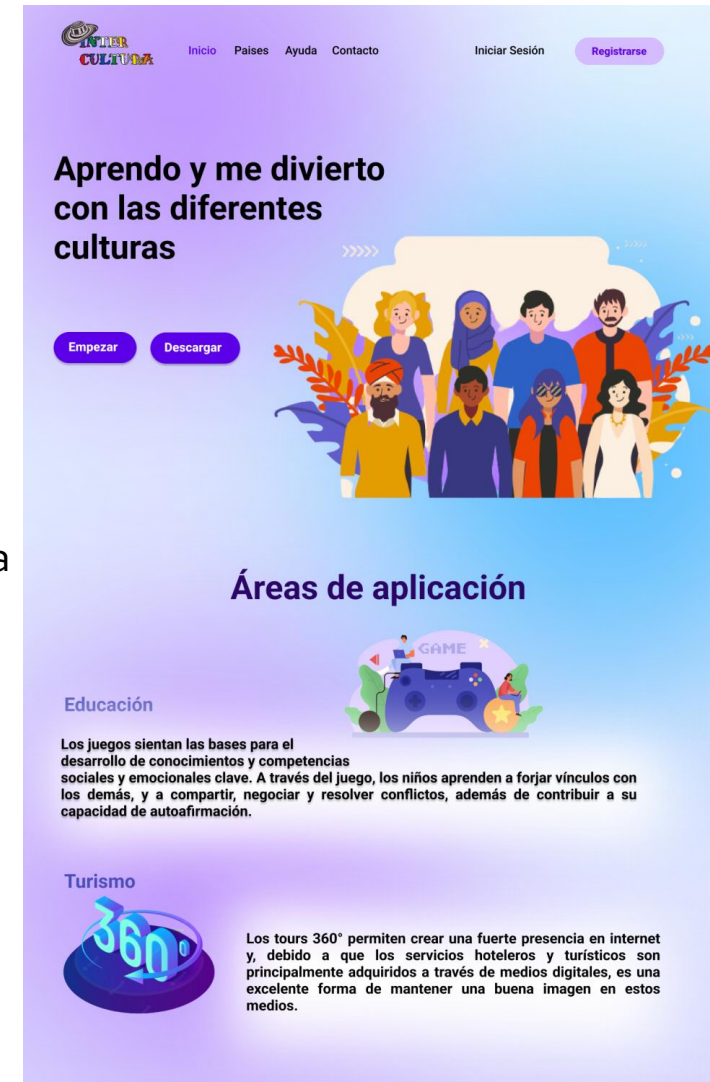 INTER
CULTURA
Inicio Paises Ayuda Contacto Iniciar Sesión Registrarse
Aprendo y me divierto
con las diferentes
culturas
Empezar Descargar
a
Áreas de aplicación
GAME
Educación
Los juegos sientan las bases para el
desarrollo de conocimientos y competencias
sociales y emocionales clave. A través del juego, los niños aprenden a forjar vínculos con
los demás, y a compartir, negociar y resolver conflictos, además de contribuir a su
capacidad de autoafirmación.
Turismo
360°
Los tours 360° permiten crear una fuerte presencia en internet
y, debido a que los servicios hoteleros y turísticos son
principalmente adquiridos a través de medios digitales, es una
excelente forma de mantener una buena imagen en estos
medios.